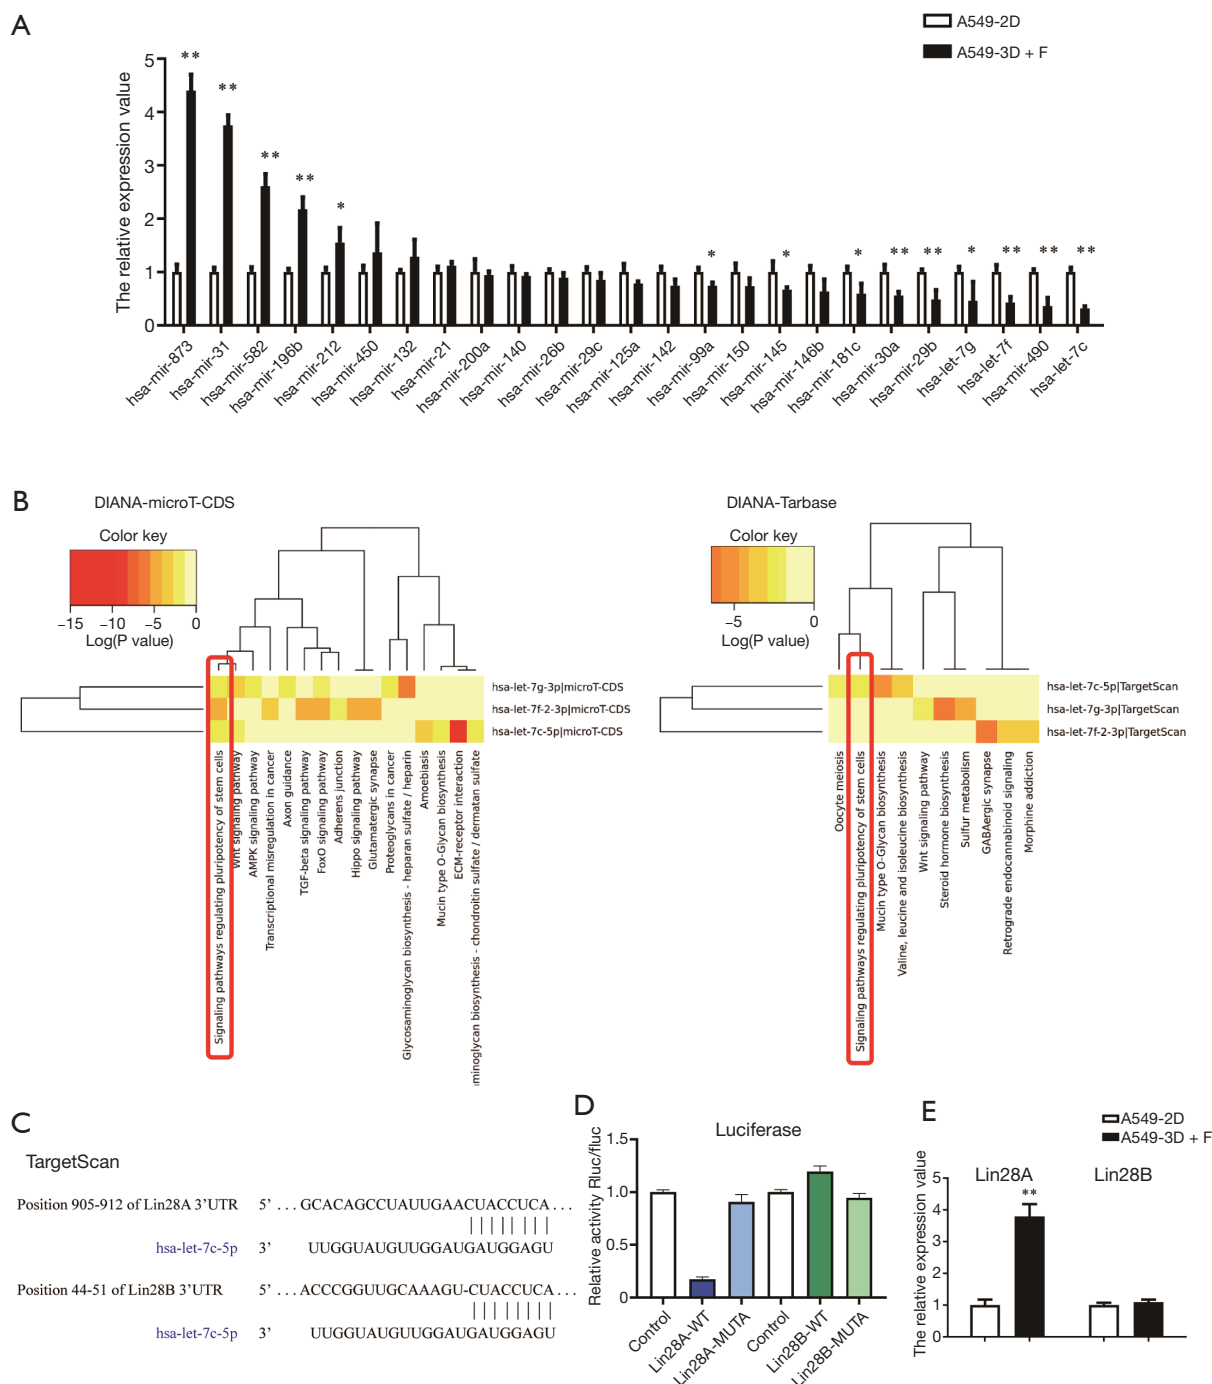 A
A549-2D
A549-3D + F
The relative expression value
5
4
3
2
1
0
** ** ** ** * * * * ** ** * ** ** **
hsa-mir-873
hsa-mir-31
hsa-mir-582
hsa-mir-196b
hsa-mir-212
hsa-mir-450
hsa-mir-132
hsa-mir-21
hsa-mir-200a
hsa-mir-140
hsa-mir-26b
hsa-mir-29c
hsa-mir-125a
hsa-mir-142
hsa-mir-99a
hsa-mir-150
hsa-mir-145
hsa-mir-146b
hsa-mir-181c
hsa-mir-30a
hsa-mir-29b
hsa-let-7g
hsa-let-7f
hsa-mir-490
hsa-let-7c
B
DIANA-microT-CDS
Color key
−15 −10 −5 0
Log(P value)
hsa-let-7g-3p|microT-CDS
hsa-let-7f-2-3p|microT-CDS
hsa-let-7c-5p|microT-CDS
Signaling pathways regulating pluripotency of stem cells
Wnt signaling pathway
AMPK signaling pathway
Transcriptional misregulation in cancer
Axon guidance
TGF-beta signaling pathway
FoxO signaling pathway
Adherens junction
Hippo signaling pathway
Glutamatergic synapse
Proteoglycans in cancer
Glycosaminoglycan biosynthesis - heparan sulfate / heparin
Amoebiasis
Mucin type O-Glycan biosynthesis
ECM-receptor interaction
minoglycan biosynthesis - chondroitin sulfate / dermatan sulfate
DIANA-Tarbase
Color key
−5 0
Log(P value)
hsa-let-7c-5p|TargetScan
hsa-let-7g-3p|TargetScan
hsa-let-7f-2-3p|TargetScan
Oocyte meiosis
Signaling pathways regulating pluripotency of stem cells
Mucin type O-Glycan biosynthesis
Valine, leucine and isoleucine biosynthesis
Wnt signaling pathway
Steroid hormone biosynthesis
Sulfur metabolism
GABAergic synapse
Retrograde endocannabinoid signaling
Morphine addiction
C
TargetScan
Position 905-912 of Lin28A 3'UTR 5' ...GCACAGCCUAUUGAACUACCUCA...
hsa-let-7c-5p 3' UUGGUAUGUUGGAUGAUGGAGU
Position 44-51 of Lin28B 3'UTR 5' ...ACCCGGUUGCAAAGU-CUACCUCA...
hsa-let-7c-5p 3' UUGGUAUGUUGGAUGAUGGAGU
D
Luciferase
Relative activity Rluc/fluc
1.5
1.0
0.5
0
Control
Lin28A-WT
Lin28A-MUTA
Control
Lin28B-WT
Lin28B-MUTA
E
A549-2D
A549-3D + F
Lin28A Lin28B
The relative expression value
5
4
3
2
1
0
**